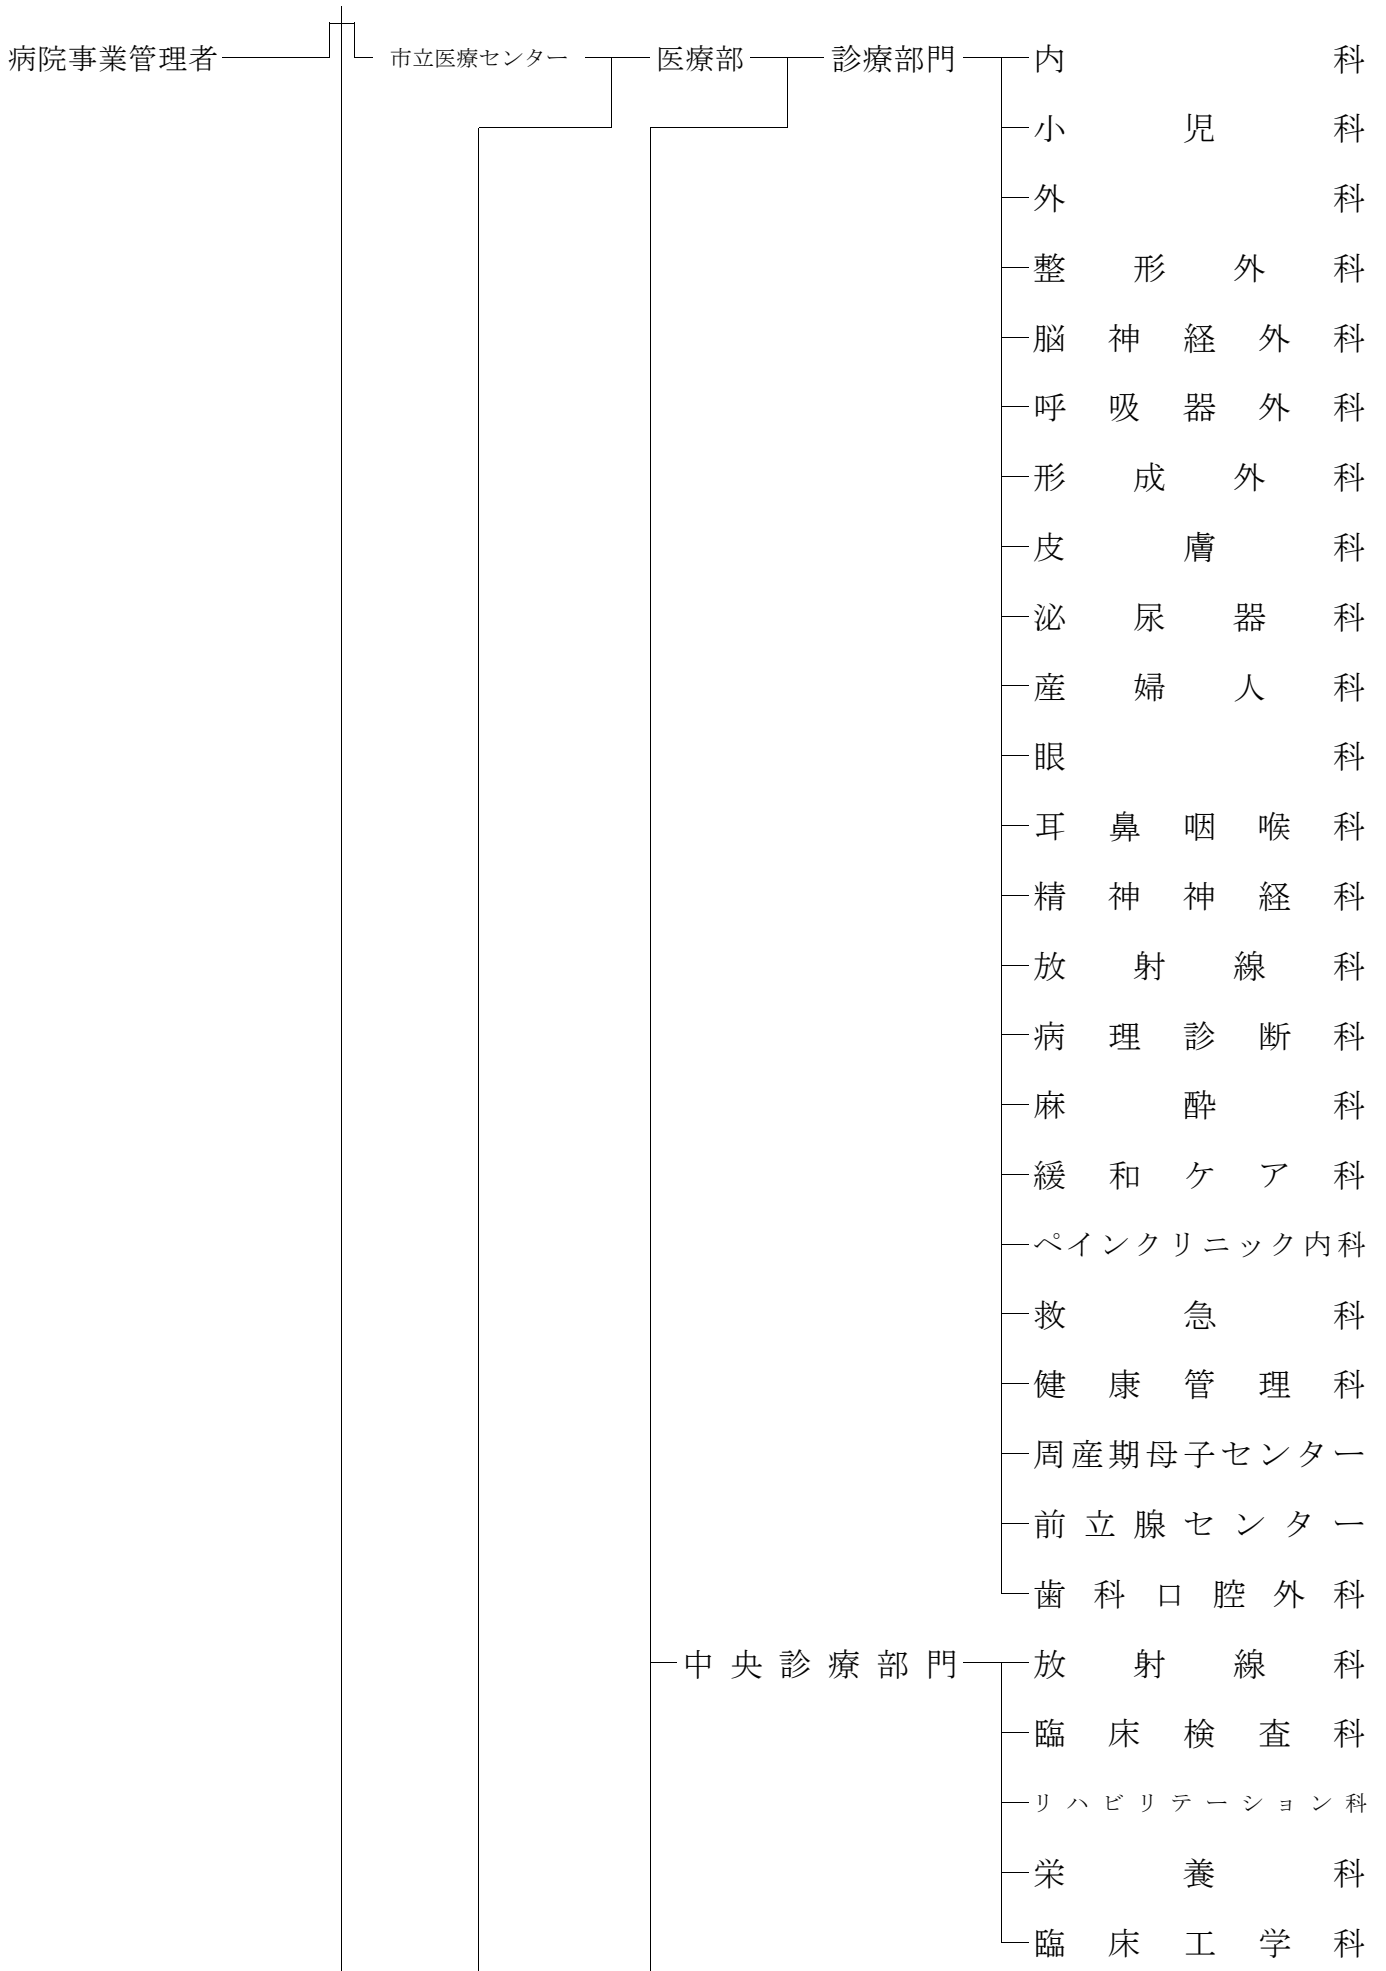 病院事業管理者 市立医療センター 医療部 診療部門 内科
小児科
外科
整形外科
脳神経外科
呼吸器外科
形成外科
皮膚科
泌尿器科
産婦人科
眼科
耳鼻咽喉科
精神神経科
放射線科
病理診断科
麻酔科
緩和ケア科
ペインクリニック内科
救急科
健康管理科
周産期母子センター
前立腺センター
歯科口腔外科
中央診療部門 放射線科
臨床検査科
リハビリテーション科
栄養科
臨床工学科